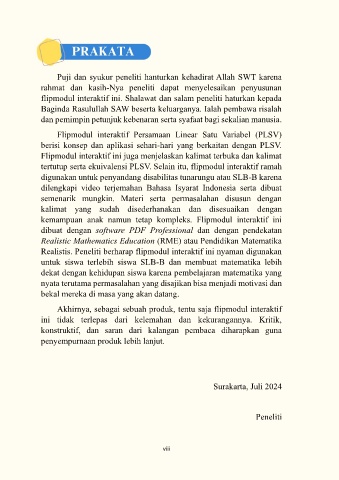 PRAKATA
Puji dan syukur peneliti hanturkan kehadirat Allah SWT karena
rahmat dan kasih-Nya peneliti dapat menyelesaikan penyusunan
flipmodul interaktif ini. Shalawat dan salam peneliti haturkan kepada
Baginda Rasulullah SAW beserta keluarganya. Ialah pembawa risalah
dan pemimpin petunjuk kebenaran serta syafaat bagi sekalian manusia.
Flipmodul interaktif Persamaan Linear Satu Variabel (PLSV)
berisi konsep dan aplikasi sehari-hari yang berkaitan dengan PLSV.
Flipmodul interaktif ini juga menjelaskan kalimat terbuka dan kalimat
tertutup serta ekuivalensi PLSV. Selain itu, flipmodul interaktif ramah
digunakan untuk penyandang disabilitas tunarungu atau SLB-B karena
dilengkapi video terjemahan Bahasa Isyarat Indonesia serta dibuat
semenarik mungkin. Materi serta permasalahan disusun dengan
kalimat yang sudah disederhanakan dan disesuaikan dengan
kemampuan anak namun tetap kompleks. Flipmodul interaktif ini
dibuat dengan software PDF Professional dan dengan pendekatan
Realistic Mathematics Education (RME) atau Pendidikan Matematika
Realistis. Peneliti berharap flipmodul interaktif ini nyaman digunakan
untuk siswa terlebih siswa SLB-B dan membuat matematika lebih
dekat dengan kehidupan siswa karena pembelajaran matematika yang
nyata terutama permasalahan yang disajikan bisa menjadi motivasi dan
bekal mereka di masa yang akan datang.
Akhirnya, sebagai sebuah produk, tentu saja flipmodul interaktif
ini tidak terlepas dari kelemahan dan kekurangannya. Kritik,
konstruktif, dan saran dari kalangan pembaca diharapkan guna
penyempurnaan produk lebih lanjut.
Surakarta, Juli 2024
Peneliti
viii